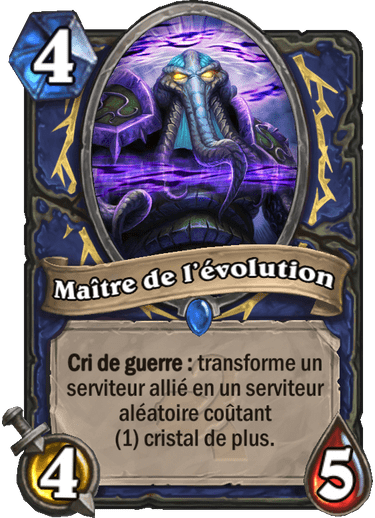 4
Maître de l'évolution
Cri de guerre : transforme un
serviteur allié en un serviteur
aléatoire coûtant
(1) cristal de plus.
4
5